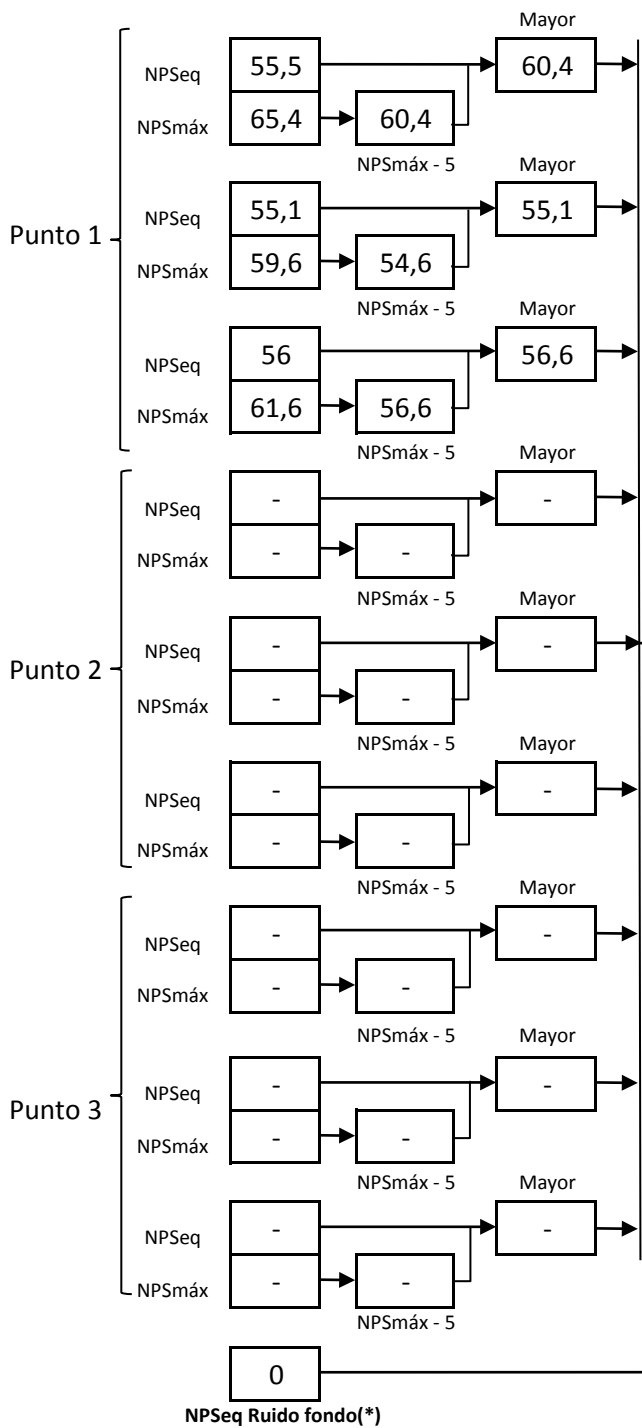 Mayor
NPSeq 55,5 60,4
NPSmáx 65,4 60,4
NPSmáx - 5
Punto 1
Mayor
NPSeq 55,1 55,1
NPSmáx 59,6 54,6
NPSmáx - 5
Mayor
NPSeq 56 56,6
NPSmáx 61,6 56,6
NPSmáx - 5
Mayor
NPSeq - -
NPSmáx - -
NPSmáx - 5
Punto 2
Mayor
NPSeq - -
NPSmáx - -
NPSmáx - 5
Mayor
NPSeq - -
NPSmáx - -
NPSmáx - 5
Mayor
NPSeq - -
NPSmáx - -
NPSmáx - 5
Punto 3
Mayor
NPSeq - -
NPSmáx - -
NPSmáx - 5
Mayor
NPSeq - -
NPSmáx - -
NPSmáx - 5
0
NPSeq Ruido fondo(*)